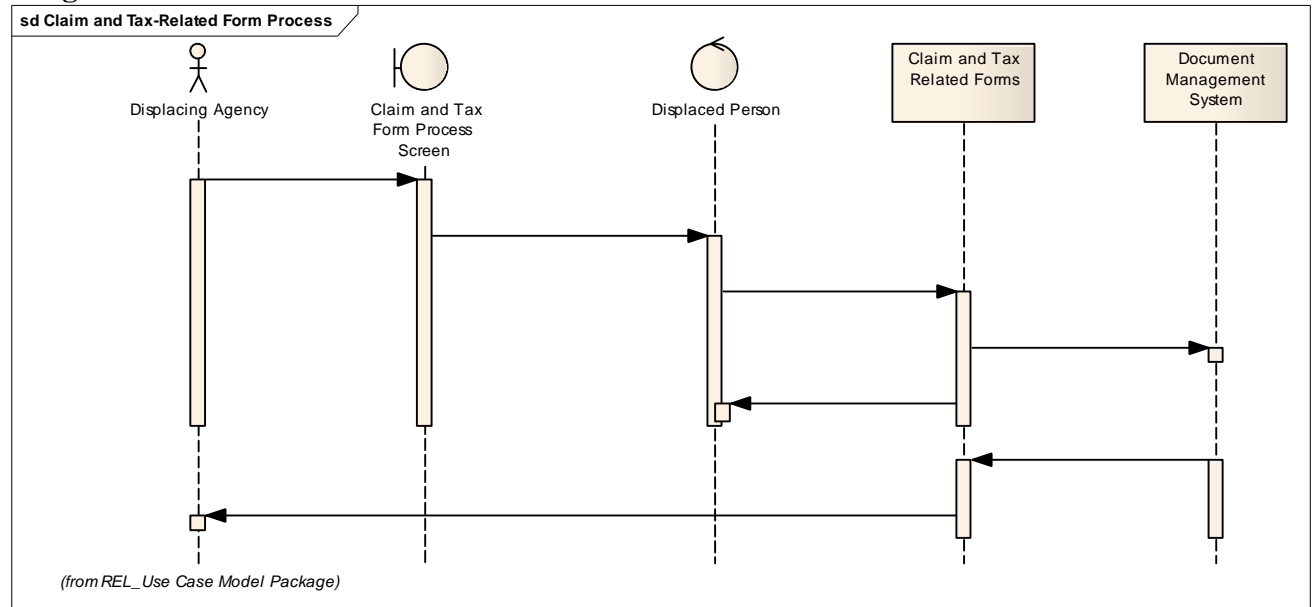 sd Claim and Tax-Related Form Process
Displacing Agency
Claim and Tax
Form Process
Screen
Displaced Person
Claim and Tax
Related Forms
Document
Management
System
(from REL_Use Case Model Package)